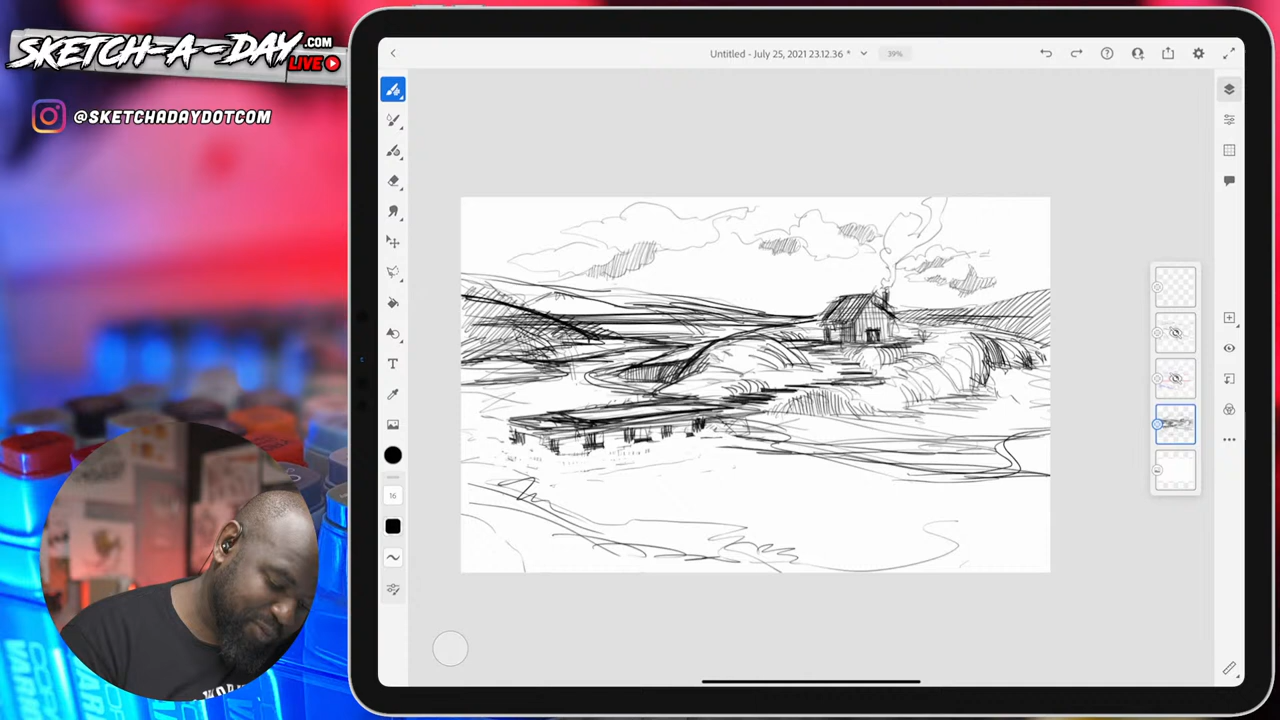 SKETCH-A-DAY.COM
LIVE
@SKETCHADAYDOTCOM
Untitled - July 25, 2021 23.12.36 *
39%
T
16